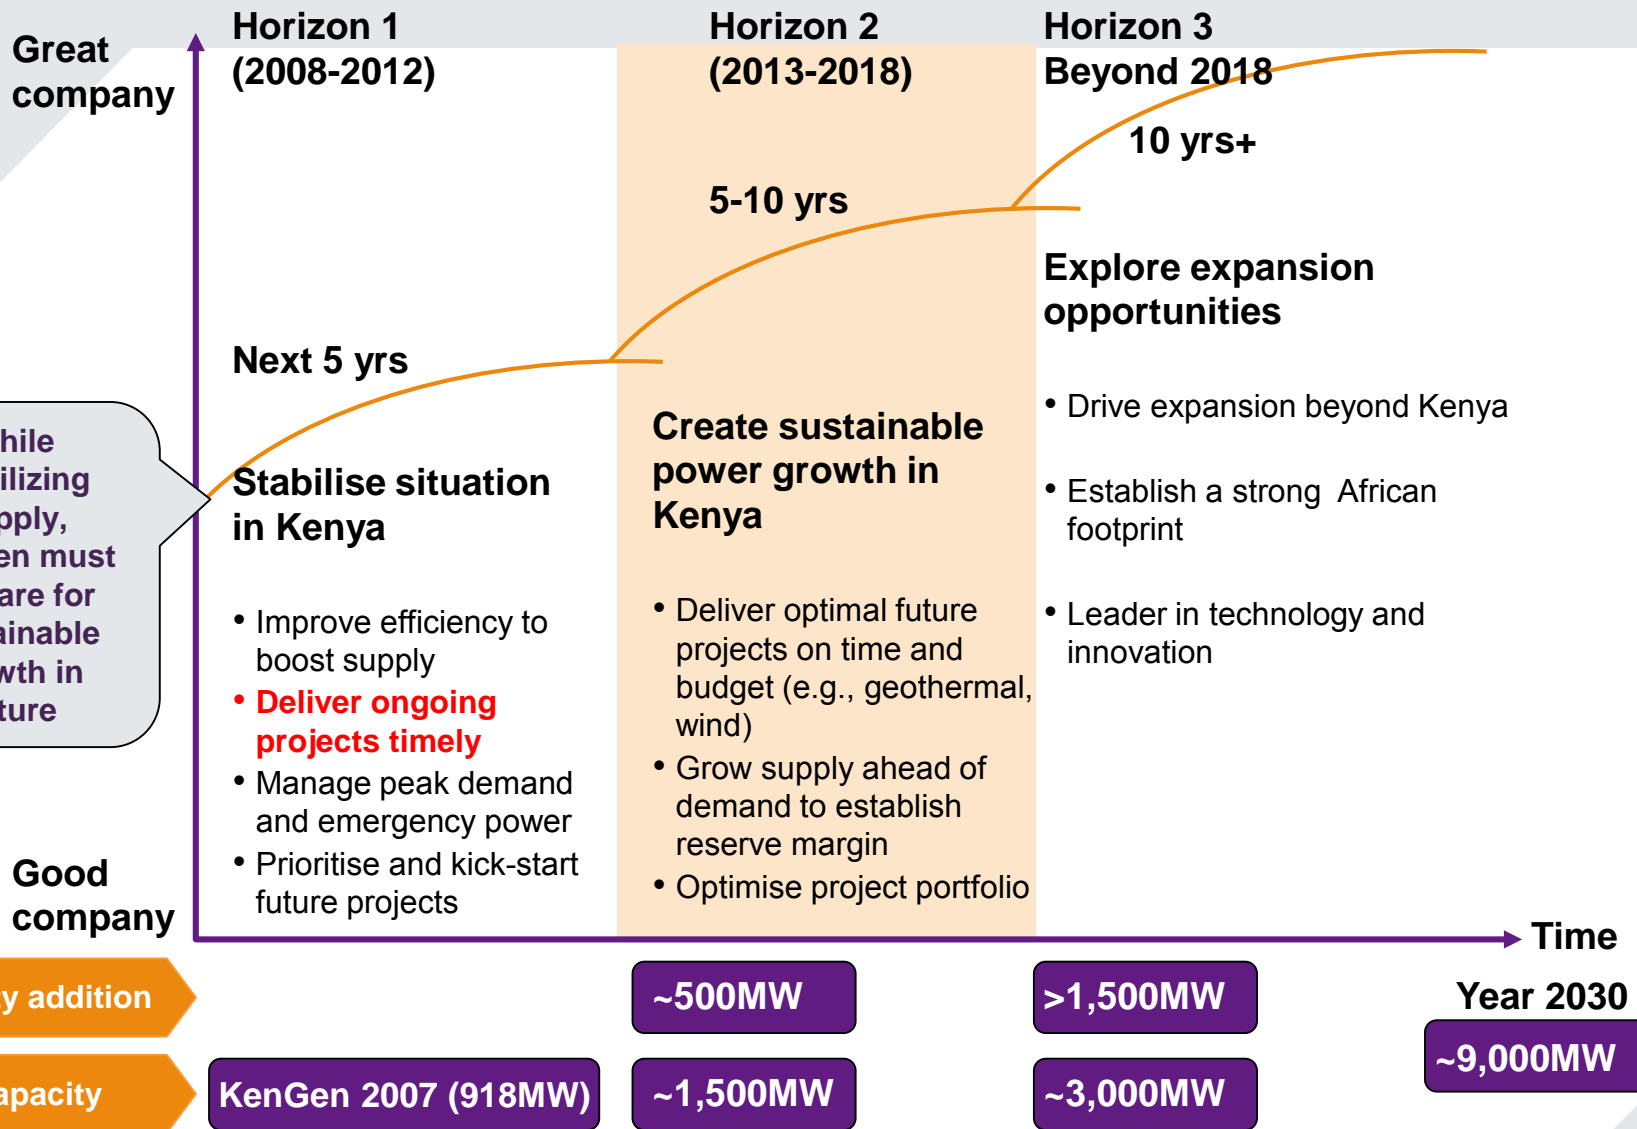 Great
company
Horizon 1
(2008-2012)
Horizon 2
(2013-2018)
Horizon 3
Beyond 2018
10 yrs+
5-10 yrs
Next 5 yrs
supply,
must
for
in
Stabilise situation
in Kenya
• Improve efficiency to
boost supply
• Deliver ongoing
projects timely
• Manage peak demand
and emergency power
• Prioritise and kick-start
future projects
Create sustainable
power growth in
Kenya
• Deliver optimal future
projects on time and
budget (e.g., geothermal,
wind)
• Grow supply ahead of
demand to establish
reserve margin
• Optimise project portfolio
Explore expansion
opportunities
• Drive expansion beyond Kenya
• Establish a strong African
footprint
• Leader in technology and
innovation
Good
company
Time
addition
~500MW
>1,500MW
Year 2030
~9,000MW
KenGen 2007 (918MW)
~1,500MW
~3,000MW